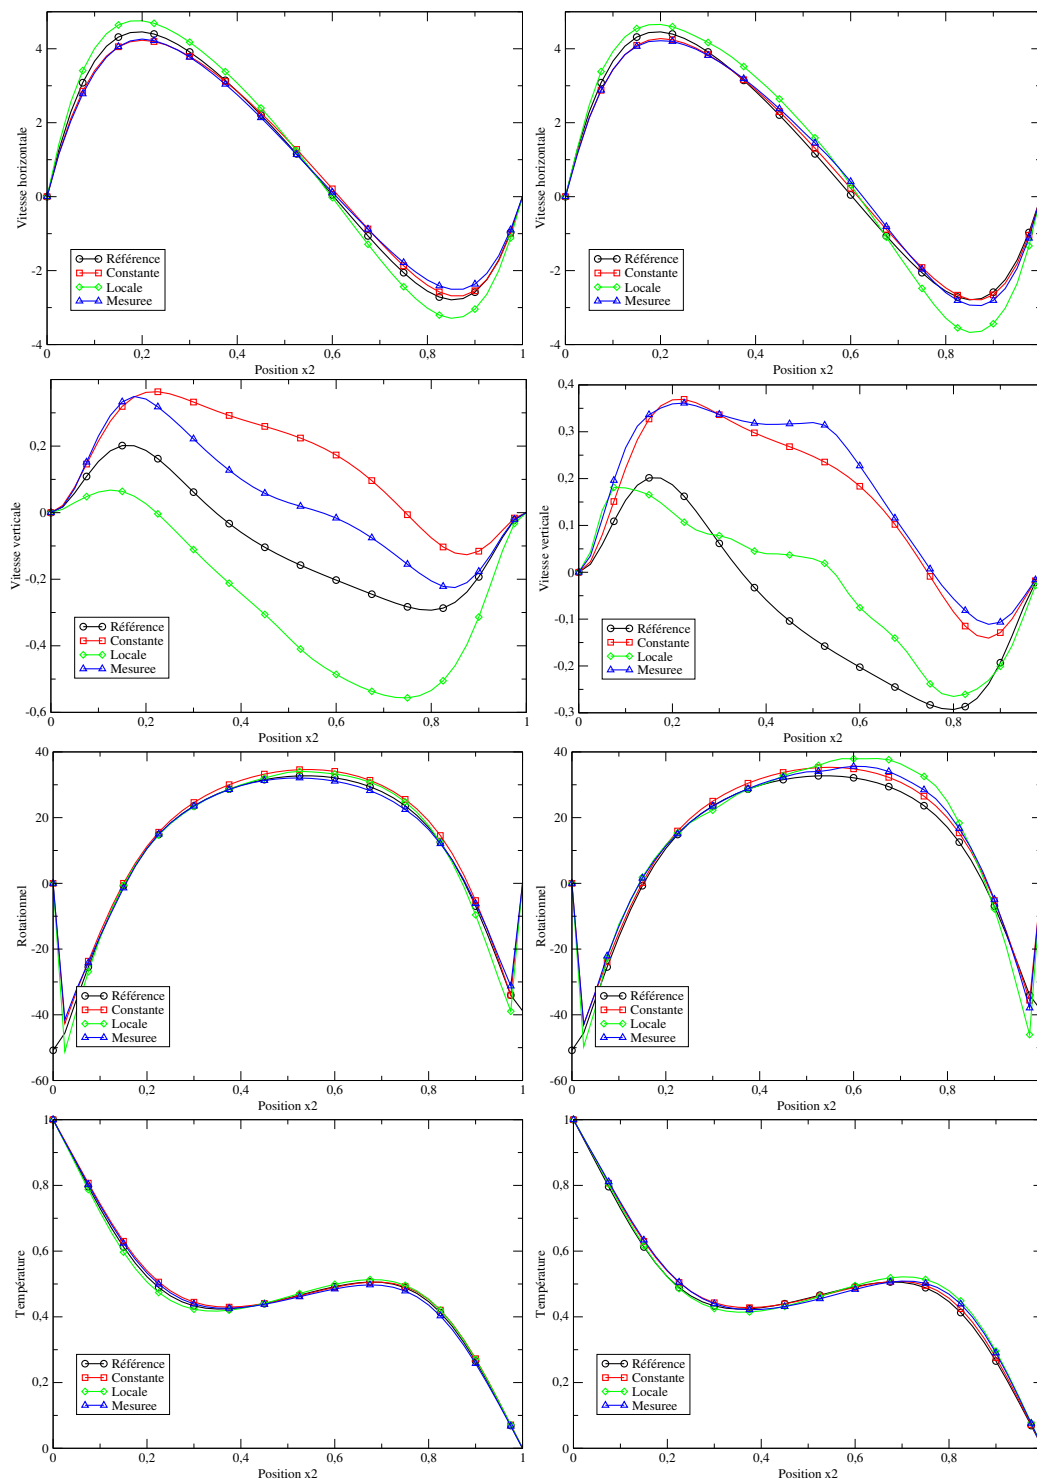 4
2
0
-2
-4
Vitesse horizontale
Référence
Constante
Locale
Mesuree
0
0,2
0,4
0,6
0,8
1
Position x2
4
2
0
-2
-4
Vitesse horizontale
Référence
Constante
Locale
Mesuree
0
0,2
0,4
0,6
0,8
Position x2
0,2
0
-0,2
-0,4
-0,6
Vitesse verticale
Référence
Constante
Locale
Mesuree
0
0,2
0,4
0,6
0,8
1
Position x2
0,4
0,3
0,2
0,1
0
-0,1
-0,2
-0,3
Vitesse verticale
Référence
Constante
Locale
Mesuree
0
0,2
0,4
0,6
0,8
Position x2
40
20
0
-20
-40
-60
Rotationnel
Référence
Constante
Locale
Mesuree
0
0,2
0,4
0,6
0,8
1
Position x2
40
20
0
-20
-40
-60
Rotationnel
Référence
Constante
Locale
Mesuree
0
0,2
0,4
0,6
0,8
Position x2
1
0,8
0,6
0,4
0,2
0
Température
Référence
Constante
Locale
Mesuree
0
0,2
0,4
0,6
0,8
1
Position x2
1
0,8
0,6
0,4
0,2
0
Température
Référence
Constante
Locale
Mesuree
0
0,2
0,4
0,6
0,8
Position x2